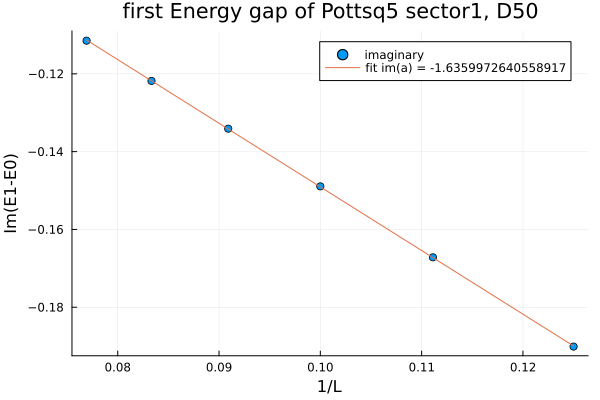 first Energy gap of Pottsq5 sector1, D50
imaginary
fit im(a) = -1.6359972640558917
Im(E1-E0)
−0.12
−0.14
−0.16
−0.18
0.08
0.09
0.10
0.11
0.12
1/L